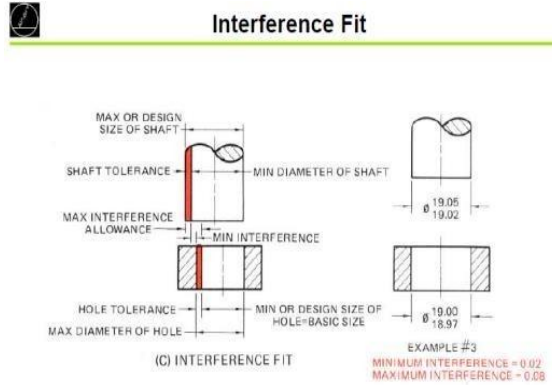 Interference Fit
MAX OR DESIGN
SIZE OF SHAFT
SHAFT TOLERANCE
MIN DIAMETER OF SHAFT
MAX INTERFERENCE
ALLOWANCE
MIN INTERFERENCE
HOLE TOLERANCE
MIN OR DESIGN SIZE OF
HOLE=BASIC SIZE
MAX DIAMETER OF HOLE
(C) INTERFERENCE FIT
ø 19.05
19.02
ø 19.00
18.97
EXAMPLE #3
MINIMUM INTERFERENCE = 0.02
MAXIMUM INTERFERENCE = 0.08